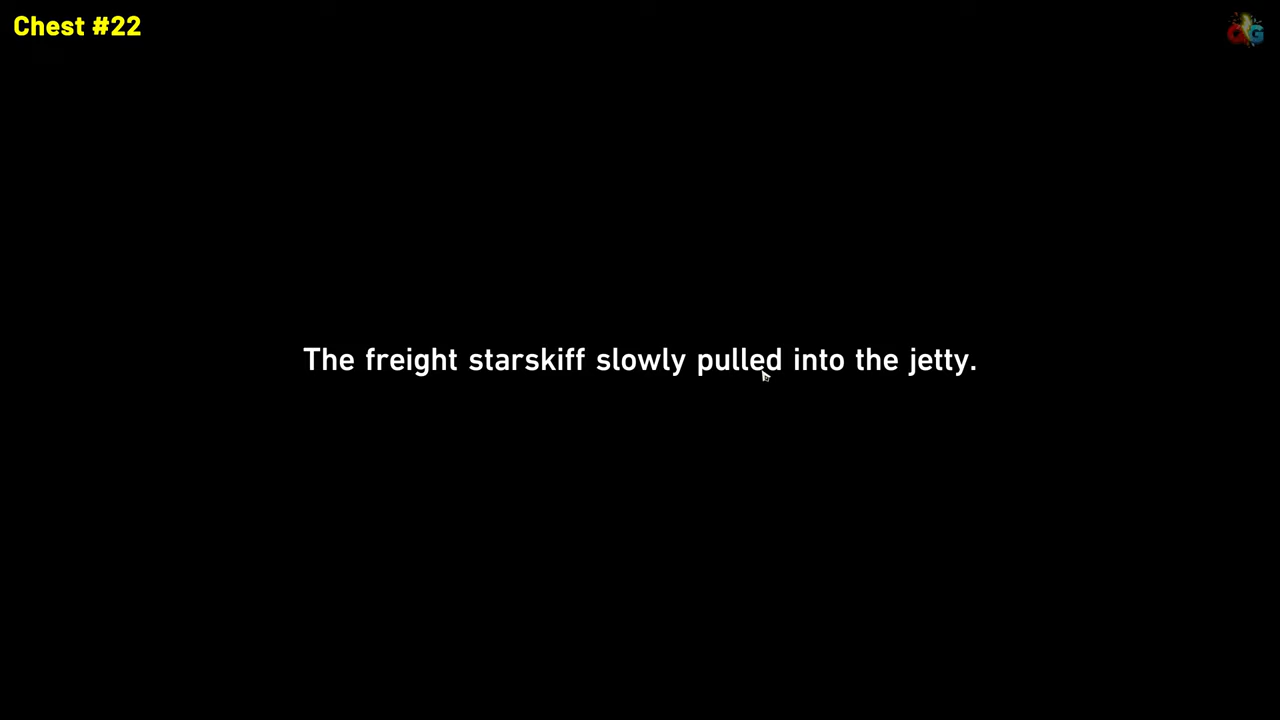 Chest #22
The freight starskiff slowly pulled into the jetty.